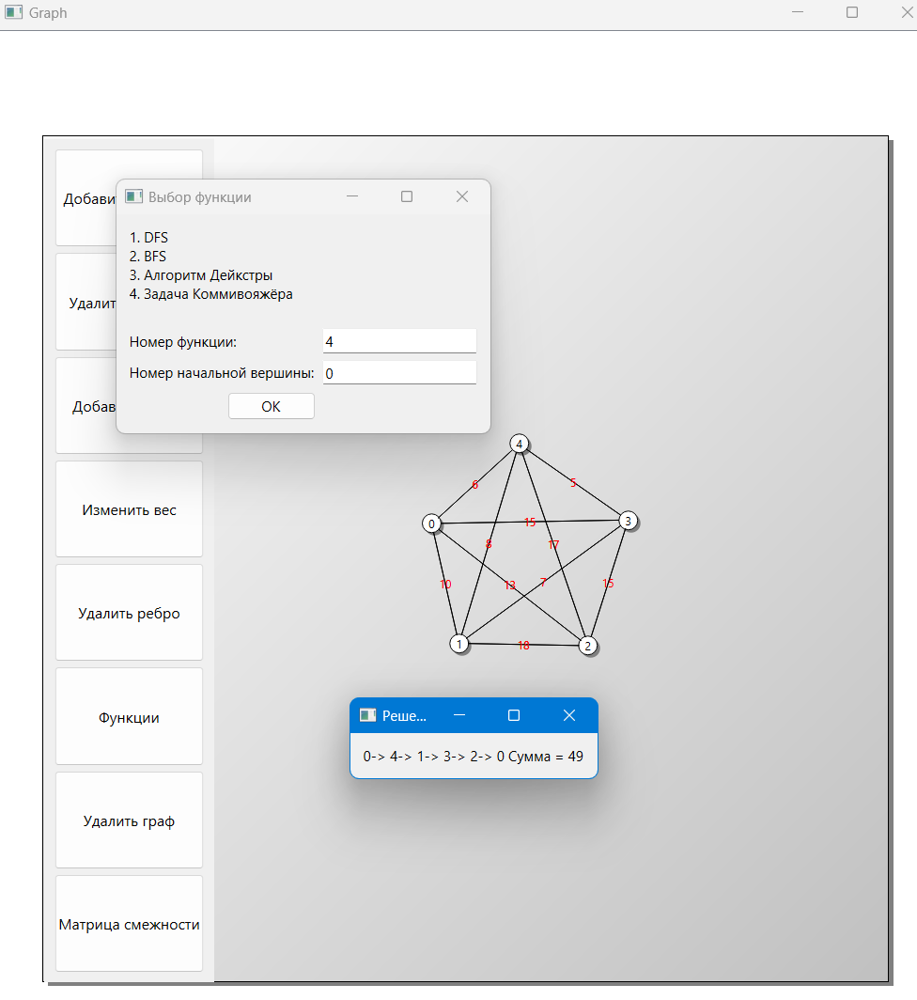 Graph
Добави
Удалит
Добав
Изменить вес
Удалить ребро
Функции
Удалить граф
Матрица смежности
Выбор функции
1. DFS
2. BFS
3. Алгоритм Дейкстры
4. Задача Коммивояжёра
Номер функции: 4
Номер начальной вершины: 0
OK
4
6
5
0
15
3
8
17
10
13
7
15
1
18
2
Реше...
0-> 4-> 1-> 3-> 2-> 0 Сумма = 49